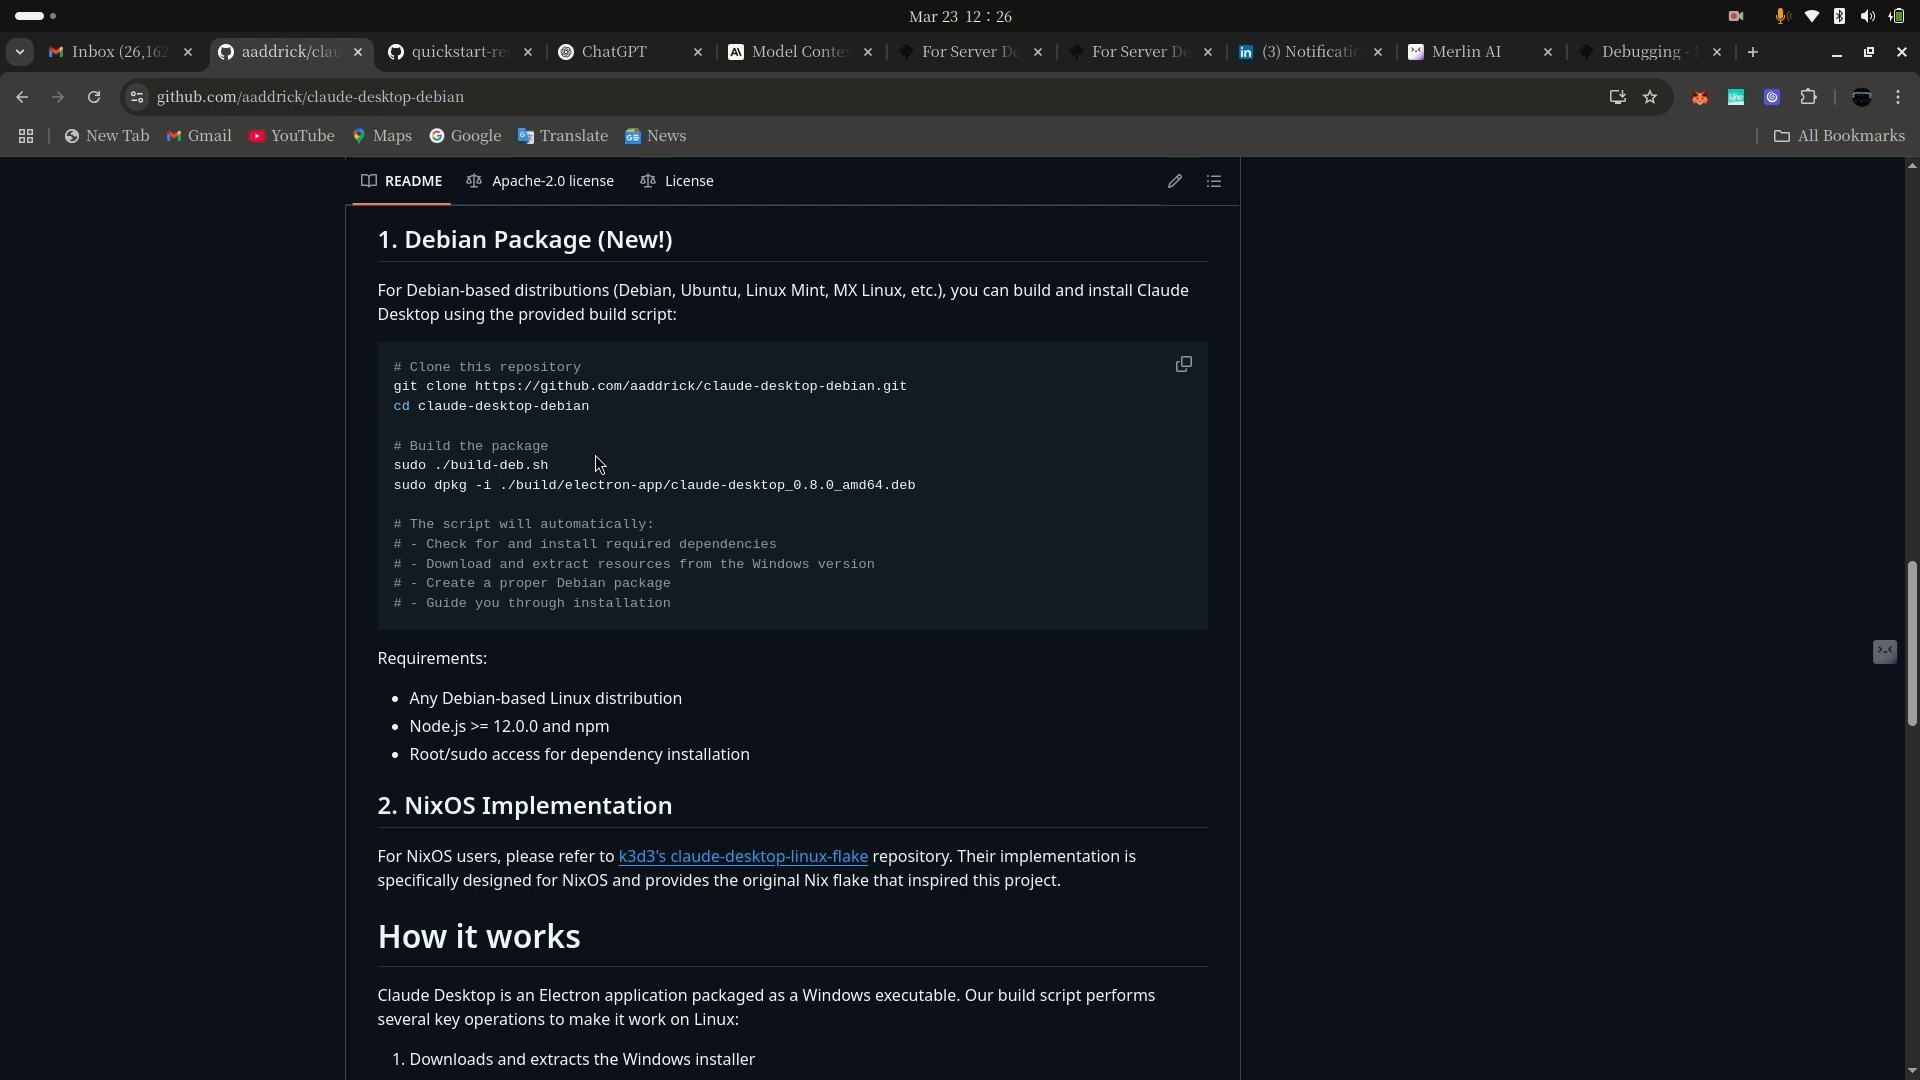 Mar 23 12 : 26
Inbox (26,162
aaddrick/clau
quickstart-re
ChatGPT
Model Conte
For Server De
For Server De
(3) Notificatio
Merlin AI
Debugging -
github.com/aaddrick/claude-desktop-debian
New Tab
Gmail
YouTube
Maps
Google
Translate
News
All Bookmarks
README
Apache-2.0 license
License
1. Debian Package (New!)
For Debian-based distributions (Debian, Ubuntu, Linux Mint, MX Linux, etc.), you can build and install Claude
Desktop using the provided build script:
# Clone this repository
git clone https://github.com/aaddrick/claude-desktop-debian.git
cd claude-desktop-debian
# Build the package
sudo ./build-deb.sh
sudo dpkg -i ./build/electron-app/claude-desktop_0.8.0_amd64.deb
# The script will automatically:
# - Check for and install required dependencies
# - Download and extract resources from the Windows version
# - Create a proper Debian package
# - Guide you through installation
Requirements:
• Any Debian-based Linux distribution
• Node.js >= 12.0.0 and npm
• Root/sudo access for dependency installation
2. NixOS Implementation
For NixOS users, please refer to k3d3's claude-desktop-linux-flake repository. Their implementation is
specifically designed for NixOS and provides the original Nix flake that inspired this project.
How it works
Claude Desktop is an Electron application packaged as a Windows executable. Our build script performs
several key operations to make it work on Linux:
1. Downloads and extracts the Windows installer